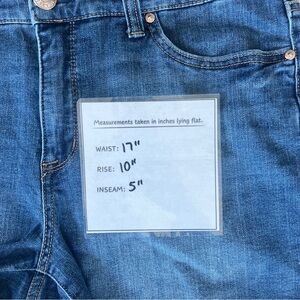 Measurements taken in inches lying flat.
WAIST: 17"
RISE: 10"
INSEAM: 5"